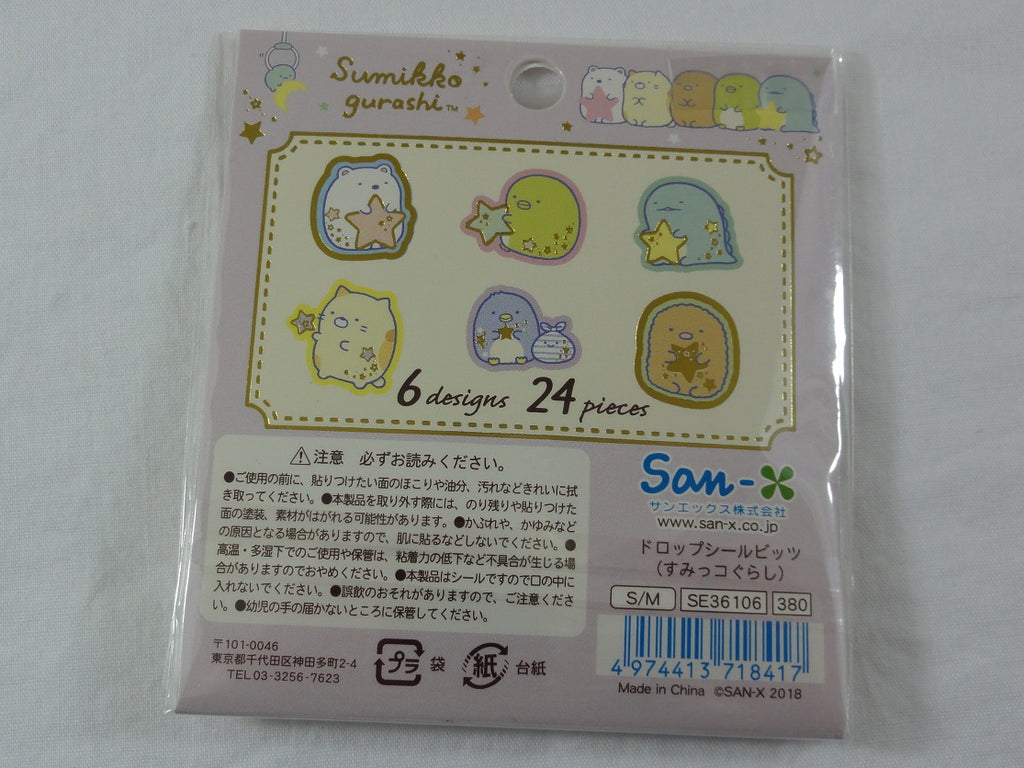 Sumikko
gurashi™
6 designs 24 pieces
⚠注意 必ずお読みください。
●ご使用の前に、貼りつけたい面のほこりや油分、汚れなどきれいに拭
き取ってください。●本製品を取り外す際には、のり残りや貼りつけた
面の塗装、素材がはがれる可能性があります。●かぶれや、かゆみなど
の原因となる場合がありますので、肌に貼るなどしないでください。●
高温・多湿下でのご使用や保管は、粘着力の低下など不具合が生じる場
合がありますのでおやめください。●本製品はシールですので口の中に
入れないでください。●誤飲のおそれがありますので、ご注意くださ
い。●幼児の手の届かないところに保管してください。
〒101-0046
東京都千代田区神田多町2-4
TEL 03-3256-7623
プラ 袋 紙 台紙
San-X
サンエックス株式会社
www.san-x.co.jp
ドロップシールビッツ
(すみっコぐらし)
S/M SE36106 380
4 974413 718417
Made in China ©SAN-X 2018